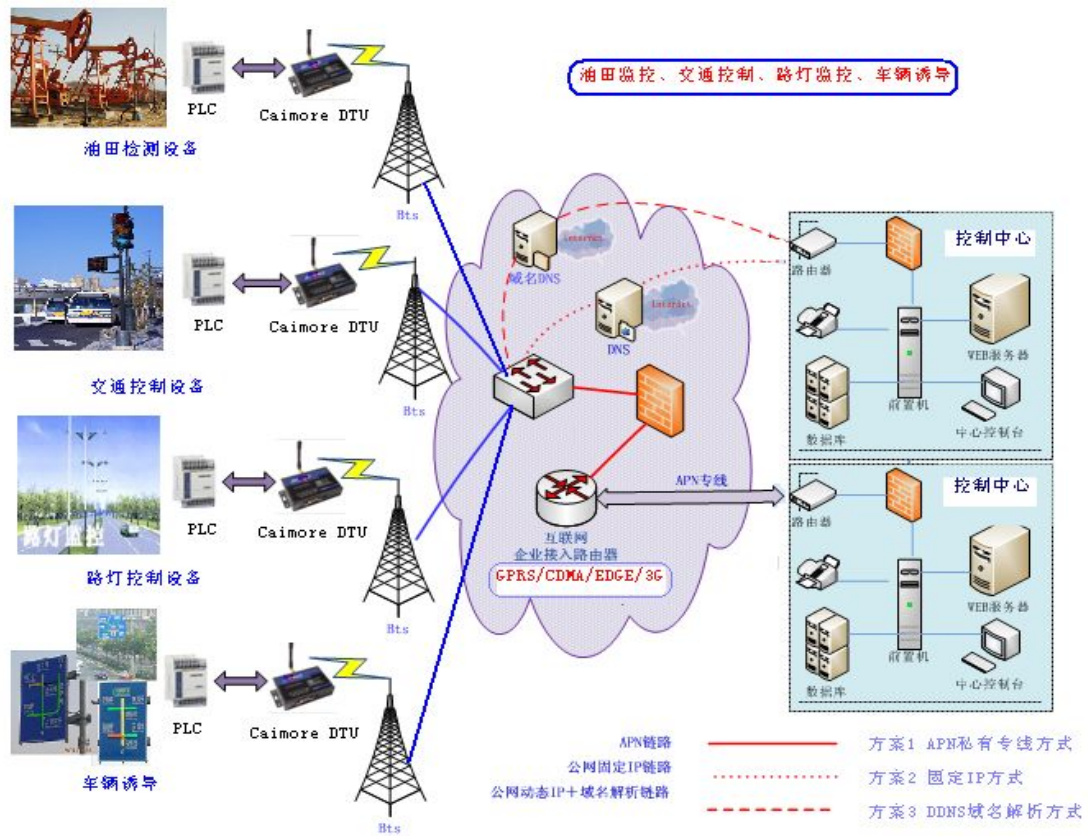 油田监控、交通控制、路灯监控、车辆诱导
PLC
Caimore DTU
油田检测设备
Bts
PLC
Caimore DTU
交通控制设备
Bts
PLC
Caimore DTU
路灯监控
路灯控制设备
Bts
PLC
Caimore DTU
车辆诱导
Bts
Internet
域名DNS
Internet
DNS
互联网
企业接入路由器
GPRS/CDMA/EDGE/3G
APN专线
控制中心
路由器
WEB服务器
前置机
数据库
中心控制台
控制中心
路由器
WEB服务器
前置机
数据库
中心控制台
APN链路
方案1 APN私有专线方式
公网固定IP链路
方案2 固定IP方式
公网动态IP+域名解析链路
方案3 DDNS域名解析方式